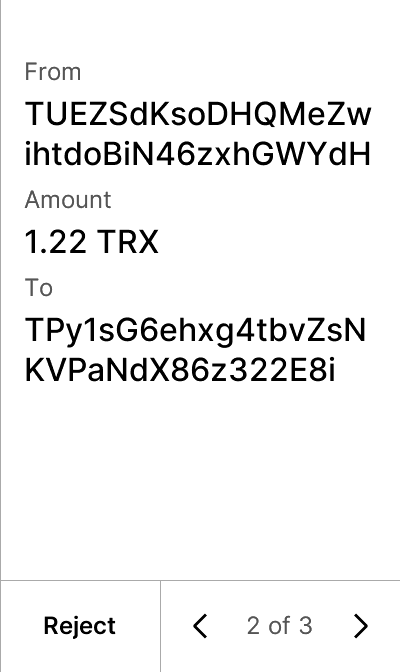 From
TUEZSdKsoDHQMeZw
ihtdoBiN46zxhGWYdH
Amount
1.22 TRX
To
TPy1sG6ehxg4tbvZsN
KVPaNdX86z322E8i
Reject
2 of 3